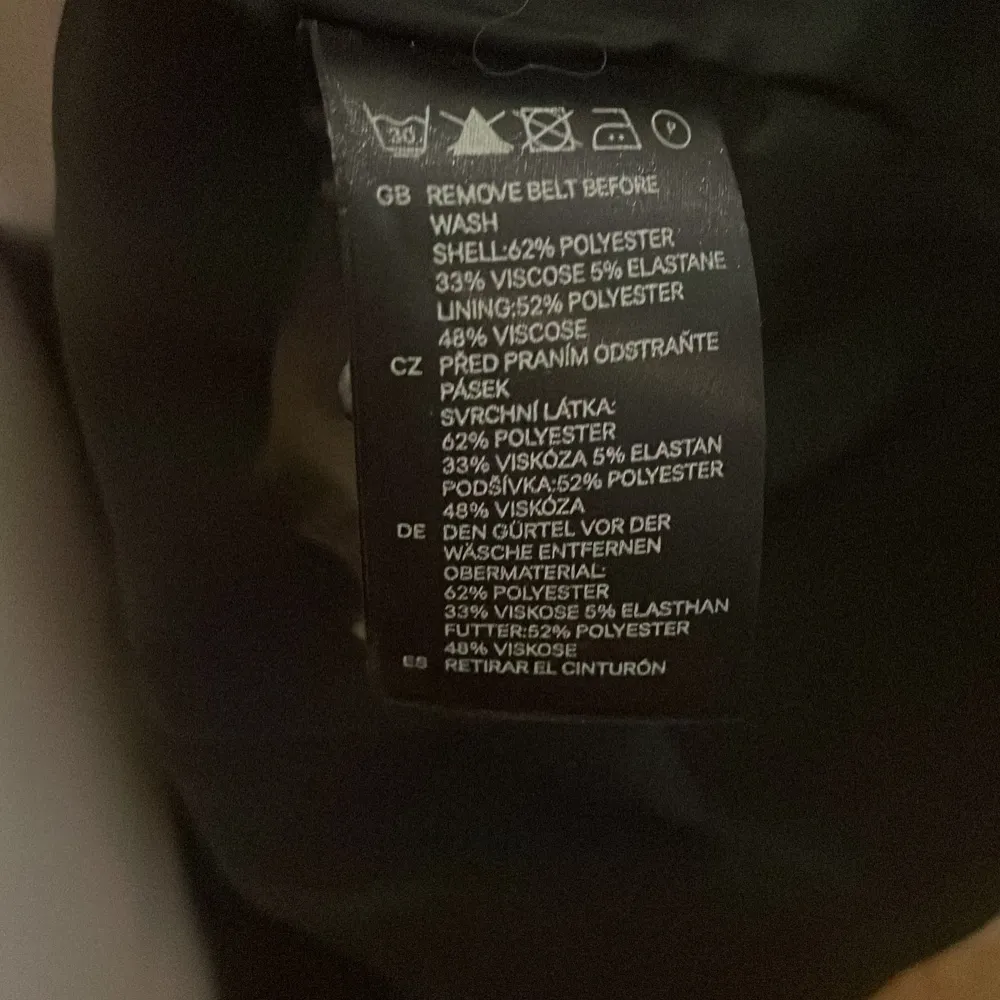 30
P
GB REMOVE BELT BEFORE
WASH
SHELL:62% POLYESTER
33% VISCOSE 5% ELASTANE
LINING:52% POLYESTER
48% VISCOSE
CZ PŘED PRANÍM ODSTRAŇTE
PÁSEK
SVRCHNÍ LÁTKA:
62% POLYESTER
33% VISKÓZA 5% ELASTAN
PODŠÍVKA:52% POLYESTER
48% VISKÓZA
DE DEN GÜRTEL VOR DER
WÄSCHE ENTFERNEN
OBERMATERIAL:
62% POLYESTER
33% VISKOSE 5% ELASTHAN
FUTTER:52% POLYESTER
48% VISKOSE
ES RETIRAR EL CINTURÓN